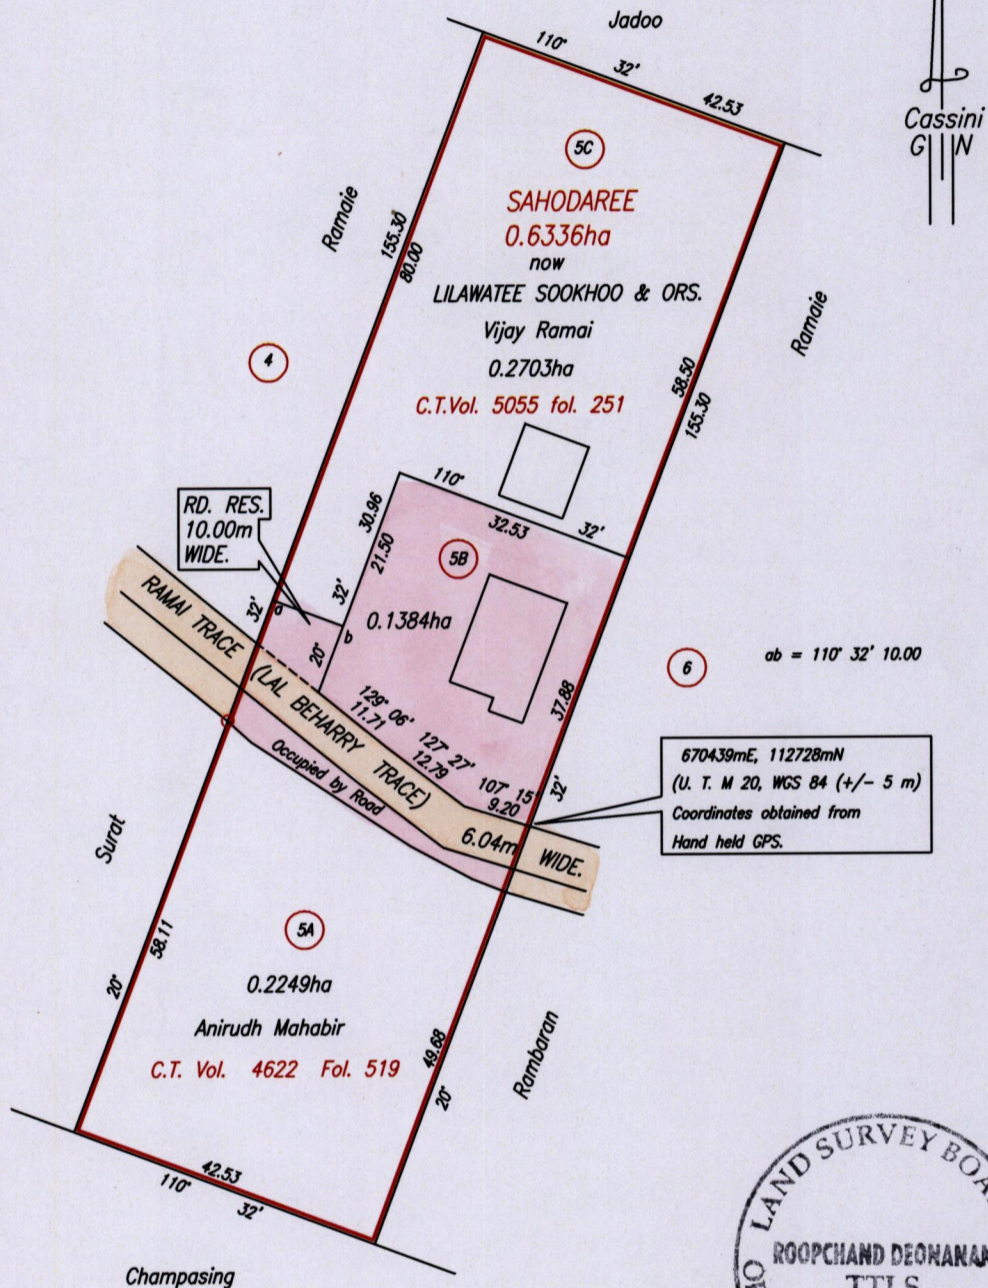 Jadoo
110° 32' 42.53
Cassini
G N
5C
SAHODAREE
0.6336ha
now
LILAWATEE SOOKHOO & ORS.
Vijay Ramai
0.2703ha
C.T.Vol. 5055 fol. 251
Ramaie
155.30
80.00
Ramaie
58.50
155.30
4
RD. RES.
10.00m
WIDE.
110° 32.53 32'
30.96
21.50
5B
0.1384ha
32'
a
32'
b
20°
6
ab = 110° 32' 10.00
RAMAI TRACE (LAL BEHARRY TRACE)
6.04m WIDE.
129° 06'
11.71
127° 27'
12.79
107° 15'
9.20
37.88
32'
Occupied by Road
670439mE, 112728mN
(U. T. M 20, WGS 84 (+/- 5 m)
Coordinates obtained from
Hand held GPS.
Surat
58.11
20°
5A
0.2249ha
Anirudh Mahabir
C.T. Vol. 4622 Fol. 519
49.68
20°
Rambaran
42.53
110° 32'
Champasing
LAND SURVEY BOA
ROOPCHAND DEONANAN
TTLS